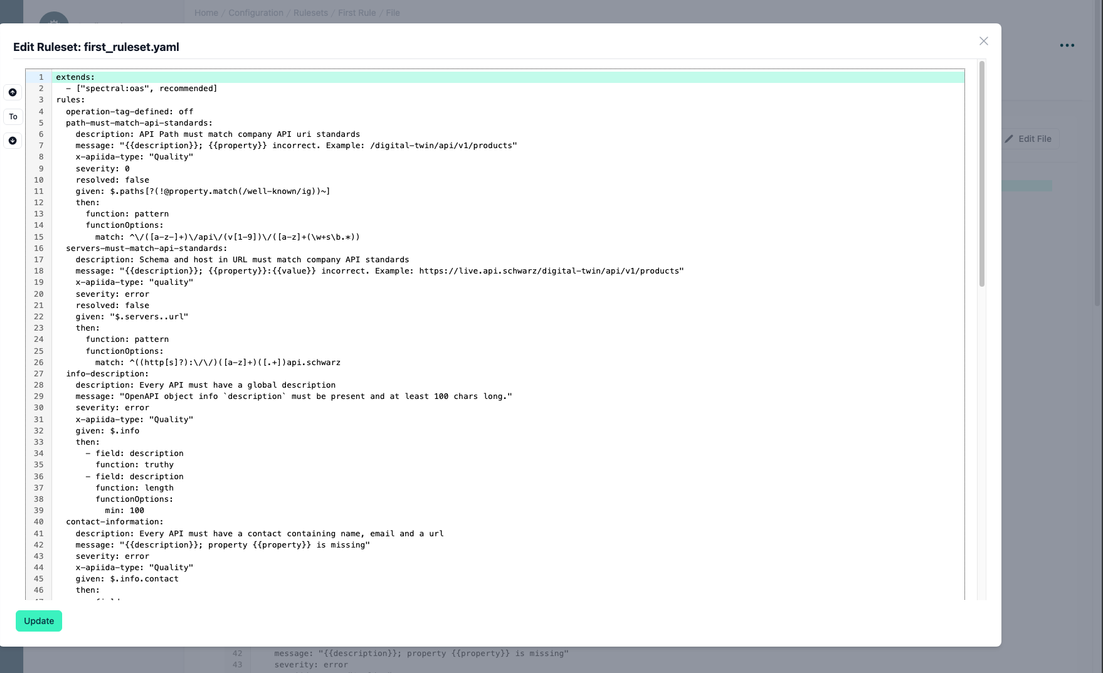 Home / Configuration / Rulesets / First Rule / File
Edit Ruleset: first_ruleset.yaml
To
Edit File
1 extends:
2   - ["spectral:oas", recommended]
3 rules:
4   operation-tag-defined: off
5   path-must-match-api-standards:
6     description: API Path must match company API uri standards
7     message: "{{description}}; {{property}} incorrect. Example: /digital-twin/api/v1/products"
8     x-apiida-type: "Quality"
9     severity: 0
10     resolved: false
11     given: $.paths[?(!@property.match(/well-known/ig))~]
12     then:
13       function: pattern
14       functionOptions:
15         match: ^\/([a-z-]+)\/api\/(v[1-9])\/([a-z]+(\w+s\b.*))
16   servers-must-match-api-standards:
17     description: Schema and host in URL must match company API standards
18     message: "{{description}}; {{property}}:{{value}} incorrect. Example: https://live.api.schwarz/digital-twin/api/v1/products"
19     x-apiida-type: "quality"
20     severity: error
21     resolved: false
22     given: "$.servers..url"
23     then:
24       function: pattern
25       functionOptions:
26         match: ^((http[s]?):\/\/)([a-z]+)([.+])api.schwarz
27   info-description:
28     description: Every API must have a global description
29     message: "OpenAPI object info `description` must be present and at least 100 chars long."
30     severity: error
31     x-apiida-type: "Quality"
32     given: $.info
33     then:
34       - field: description
35         function: truthy
36       - field: description
37         function: length
38         functionOptions:
39           min: 100
40   contact-information:
41     description: Every API must have a contact containing name, email and a url
42     message: "{{description}}; property {{property}} is missing"
43     severity: error
44     x-apiida-type: "Quality"
45     given: $.info.contact
46     then:
Update
42     message: "{{description}}; property {{property}} is missing"
43     severity: error